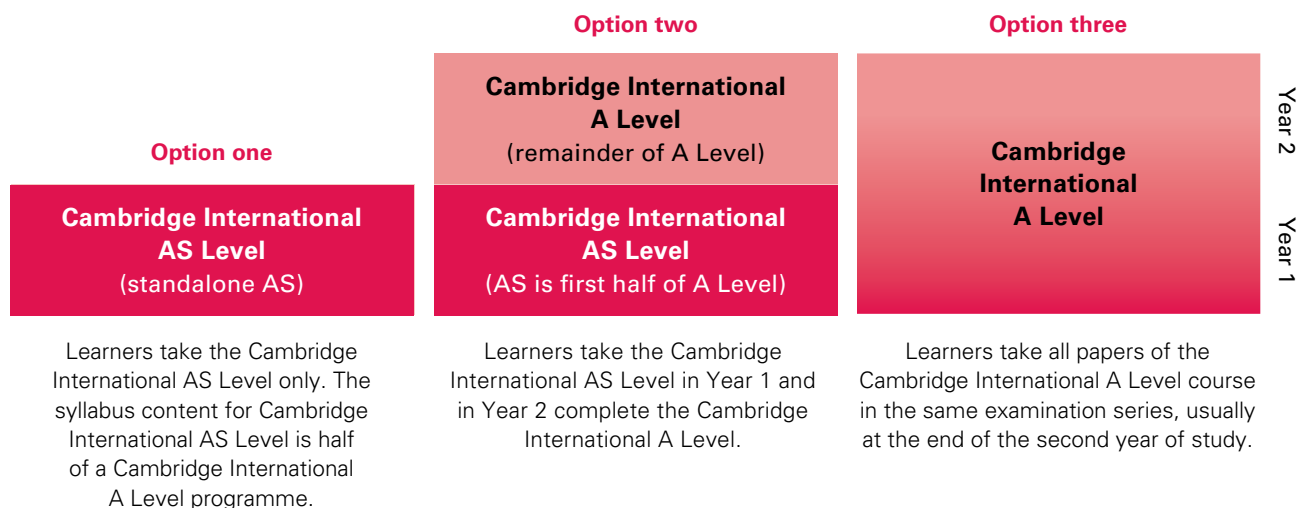 Option one
Cambridge International
AS Level
(standalone AS)
Learners take the Cambridge
International AS Level only. The
syllabus content for Cambridge
International AS Level is half
of a Cambridge International
A Level programme.
Option two
Cambridge International
A Level
(remainder of A Level)
Cambridge International
AS Level
(AS is first half of A Level)
Learners take the Cambridge
International AS Level in Year 1 and
in Year 2 complete the Cambridge
International A Level.
Option three
Cambridge
International
A Level
Learners take all papers of the
Cambridge International A Level course
in the same examination series, usually
at the end of the second year of study.
Year 2
Year 1